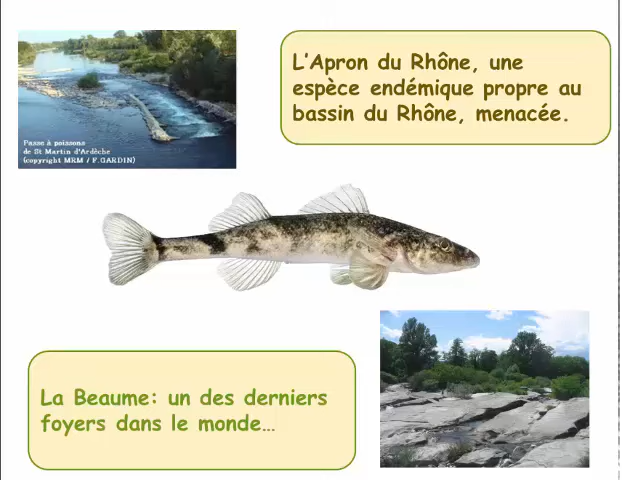 L'Apron du Rhône, une
espèce endémique propre au
bassin du Rhône, menacée.
Passe à poissons
de St Martin d'Ardèche
(copyright MRM / F.GARDIN)
La Beaume: un des derniers
foyers dans le monde…